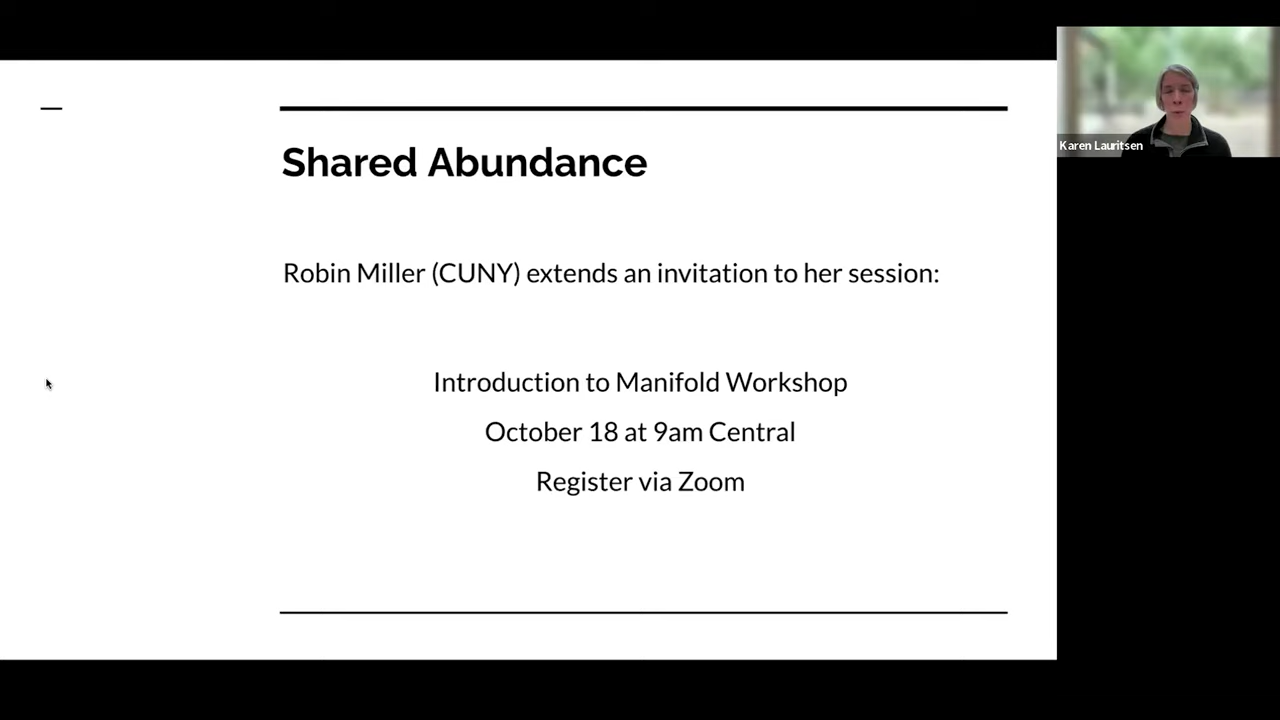 Shared Abundance
Robin Miller (CUNY) extends an invitation to her session:
Introduction to Manifold Workshop
October 18 at 9am Central
Register via Zoom
Karen Lauritsen